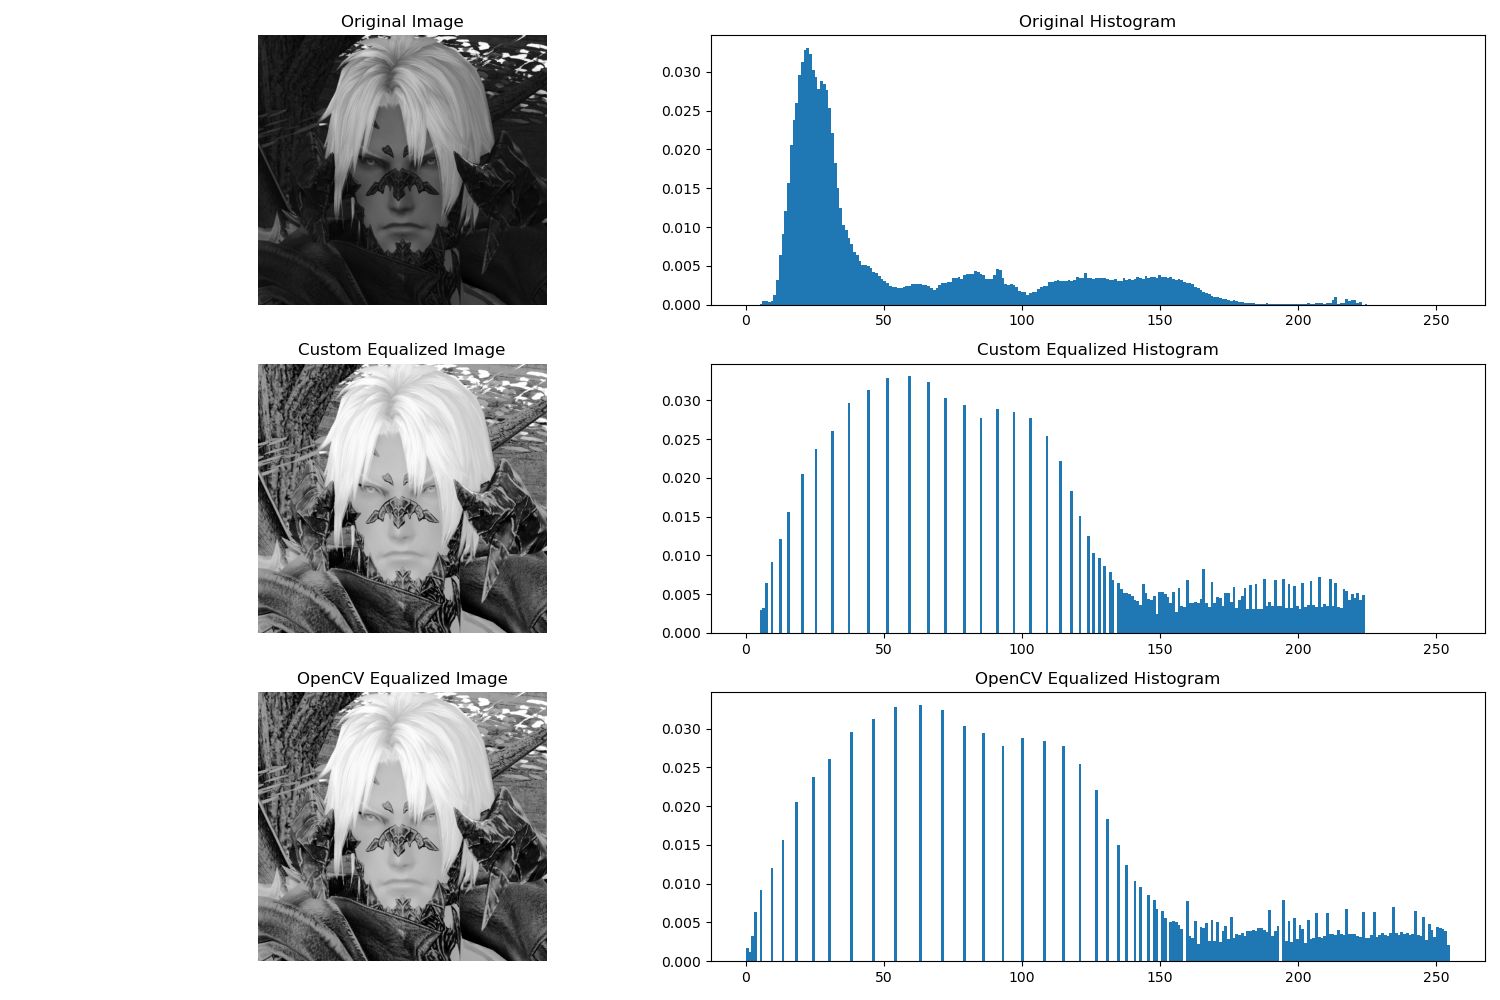 Original Image
Original Histogram
0.030
0.025
0.020
0.015
0.010
0.005
0.000
0 50 100 150 200 250
Custom Equalized Image
Custom Equalized Histogram
0.030
0.025
0.020
0.015
0.010
0.005
0.000
0 50 100 150 200 250
OpenCV Equalized Image
OpenCV Equalized Histogram
0.030
0.025
0.020
0.015
0.010
0.005
0.000
0 50 100 150 200 250